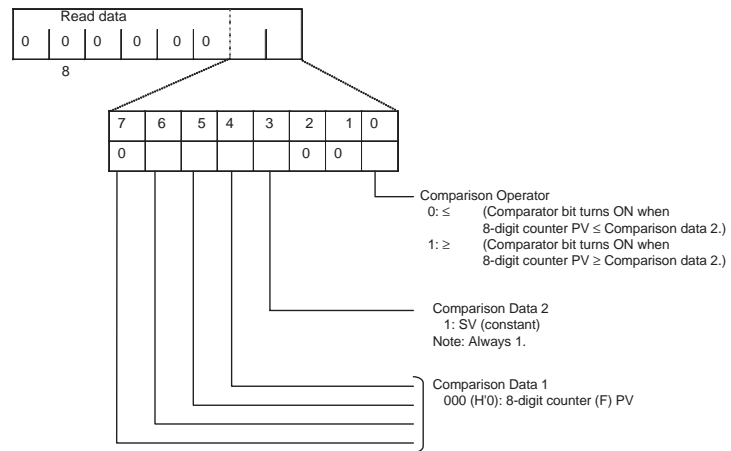 Read data
0 0 0 0 0 0
8
7 6 5 4 3 2 1 0
0 0 0
Comparison Operator
0: ≤ (Comparator bit turns ON when
8-digit counter PV ≤ Comparison data 2.)
1: ≥ (Comparator bit turns ON when
8-digit counter PV ≥ Comparison data 2.)
Comparison Data 2
1: SV (constant)
Note: Always 1.
Comparison Data 1
000 (H'0): 8-digit counter (F) PV